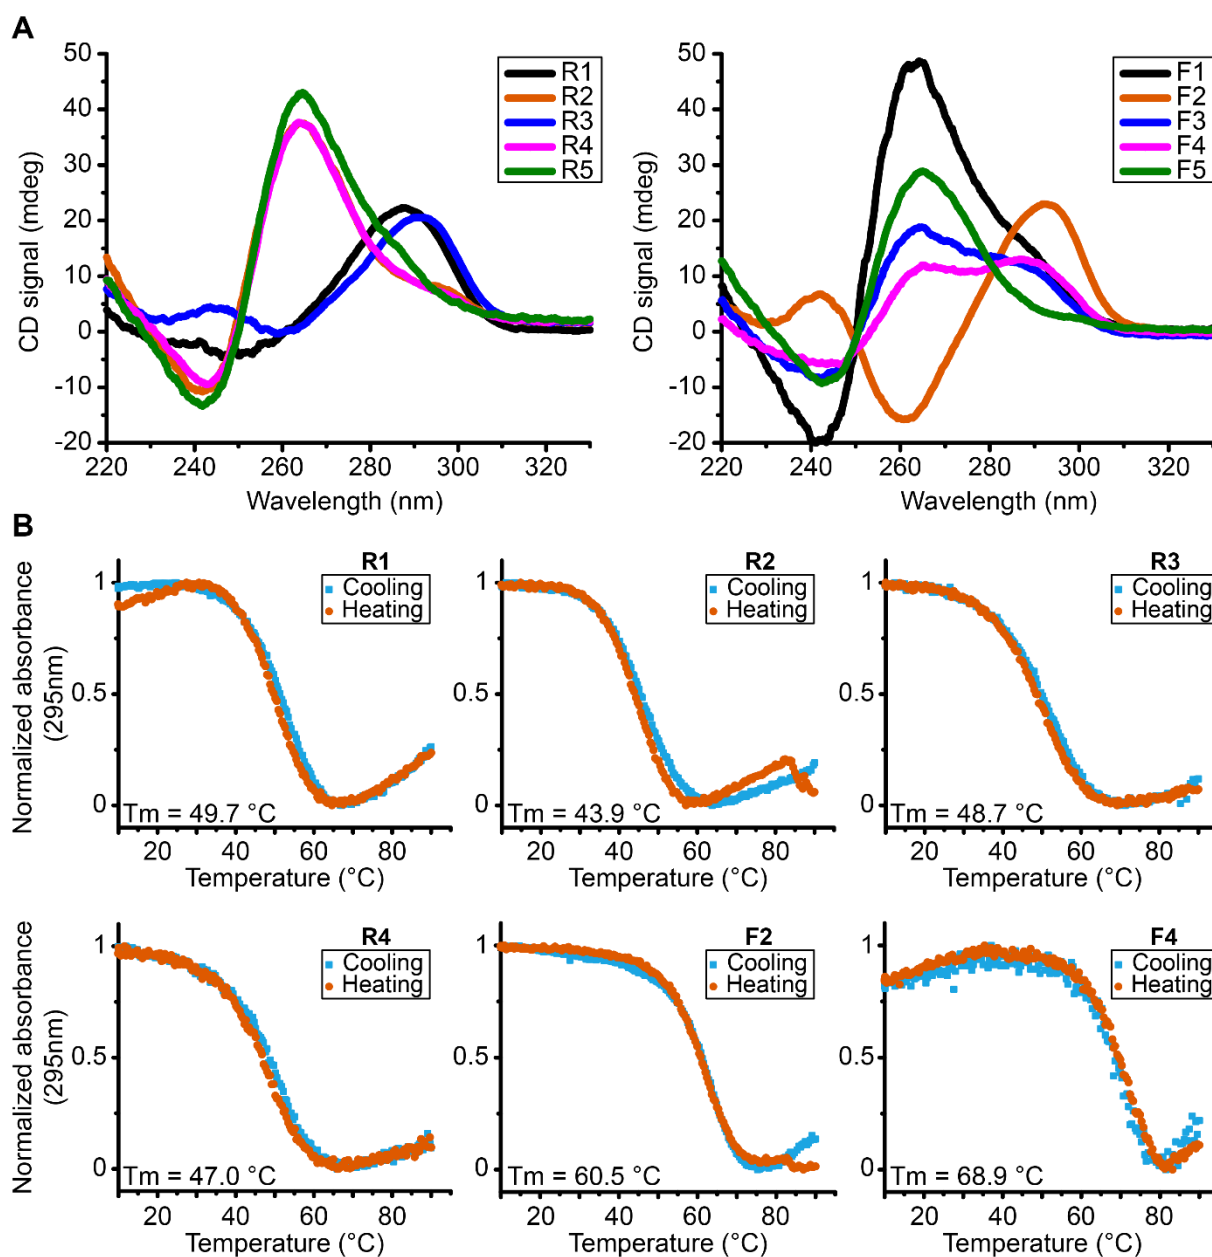 A
50
40
30
20
10
0
-10
-20
CD signal (mdeg)
220 240 260 280 300 320
Wavelength (nm)
R1
R2
R3
R4
R5
50
40
30
20
10
0
-10
-20
CD signal (mdeg)
220 240 260 280 300 320
Wavelength (nm)
F1
F2
F3
F4
F5
B
Normalized absorbance
(295nm)
R1
Cooling
Heating
1
0.5
0
Tm = 49.7 °C
20 40 60 80
Temperature (°C)
R2
Cooling
Heating
1
0.5
0
Tm = 43.9 °C
20 40 60 80
Temperature (°C)
R3
Cooling
Heating
1
0.5
0
Tm = 48.7 °C
20 40 60 80
Temperature (°C)
Normalized absorbance
(295nm)
R4
Cooling
Heating
1
0.5
0
Tm = 47.0 °C
20 40 60 80
Temperature (°C)
F2
Cooling
Heating
1
0.5
0
Tm = 60.5 °C
20 40 60 80
Temperature (°C)
F4
Cooling
Heating
1
0.5
0
Tm = 68.9 °C
20 40 60 80
Temperature (°C)